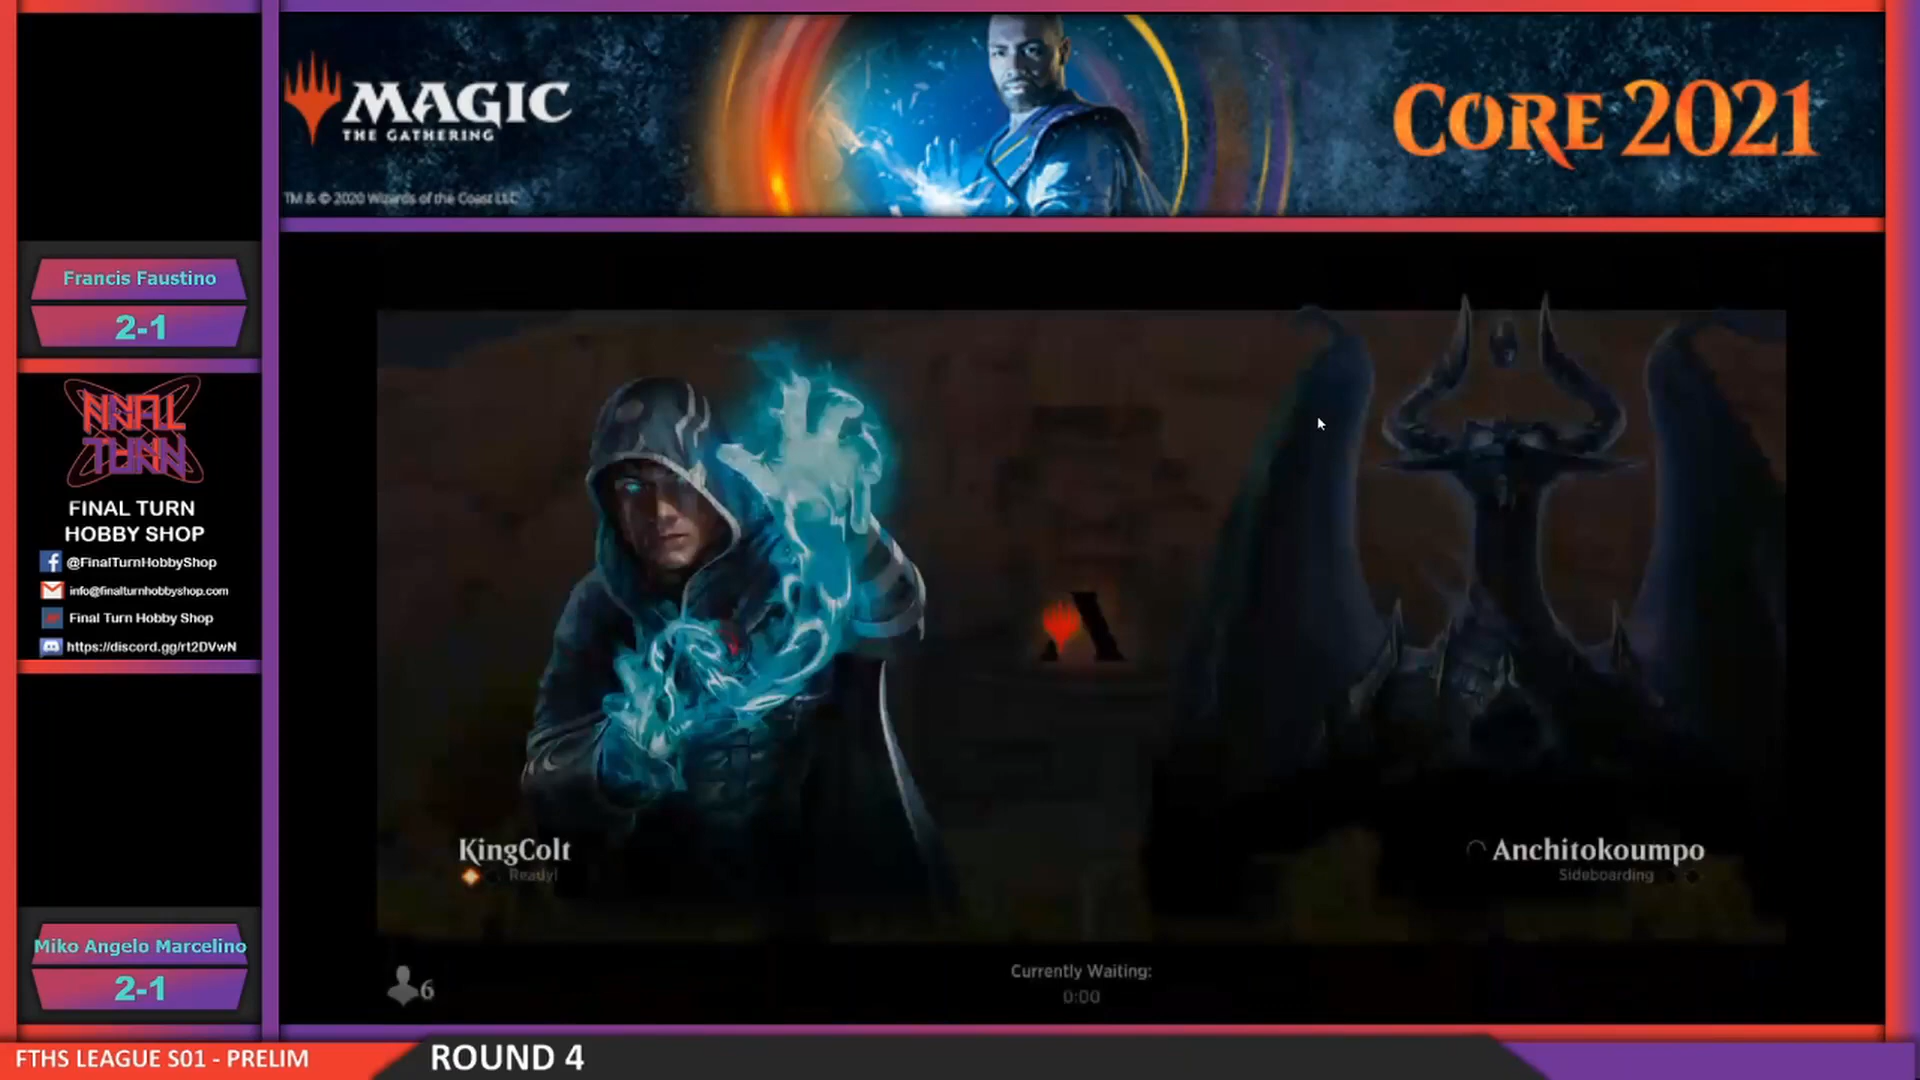 MAGIC
THE GATHERING
TM & © 2020 Wizards of the Coast LLC
CORE 2021
Francis Faustino
2-1
FINAL
TURN
FINAL TURN
HOBBY SHOP
@FinalTurnHobbyShop
info@finalturnhobbyshop.com
Final Turn Hobby Shop
https://discord.gg/rt2DVwN
KingColt
Ready!
Anchitokoumpo
Sideboarding
Miko Angelo Marcelino
2-1
6
Currently Waiting:
0:00
FTHS LEAGUE S01 - PRELIM
ROUND 4